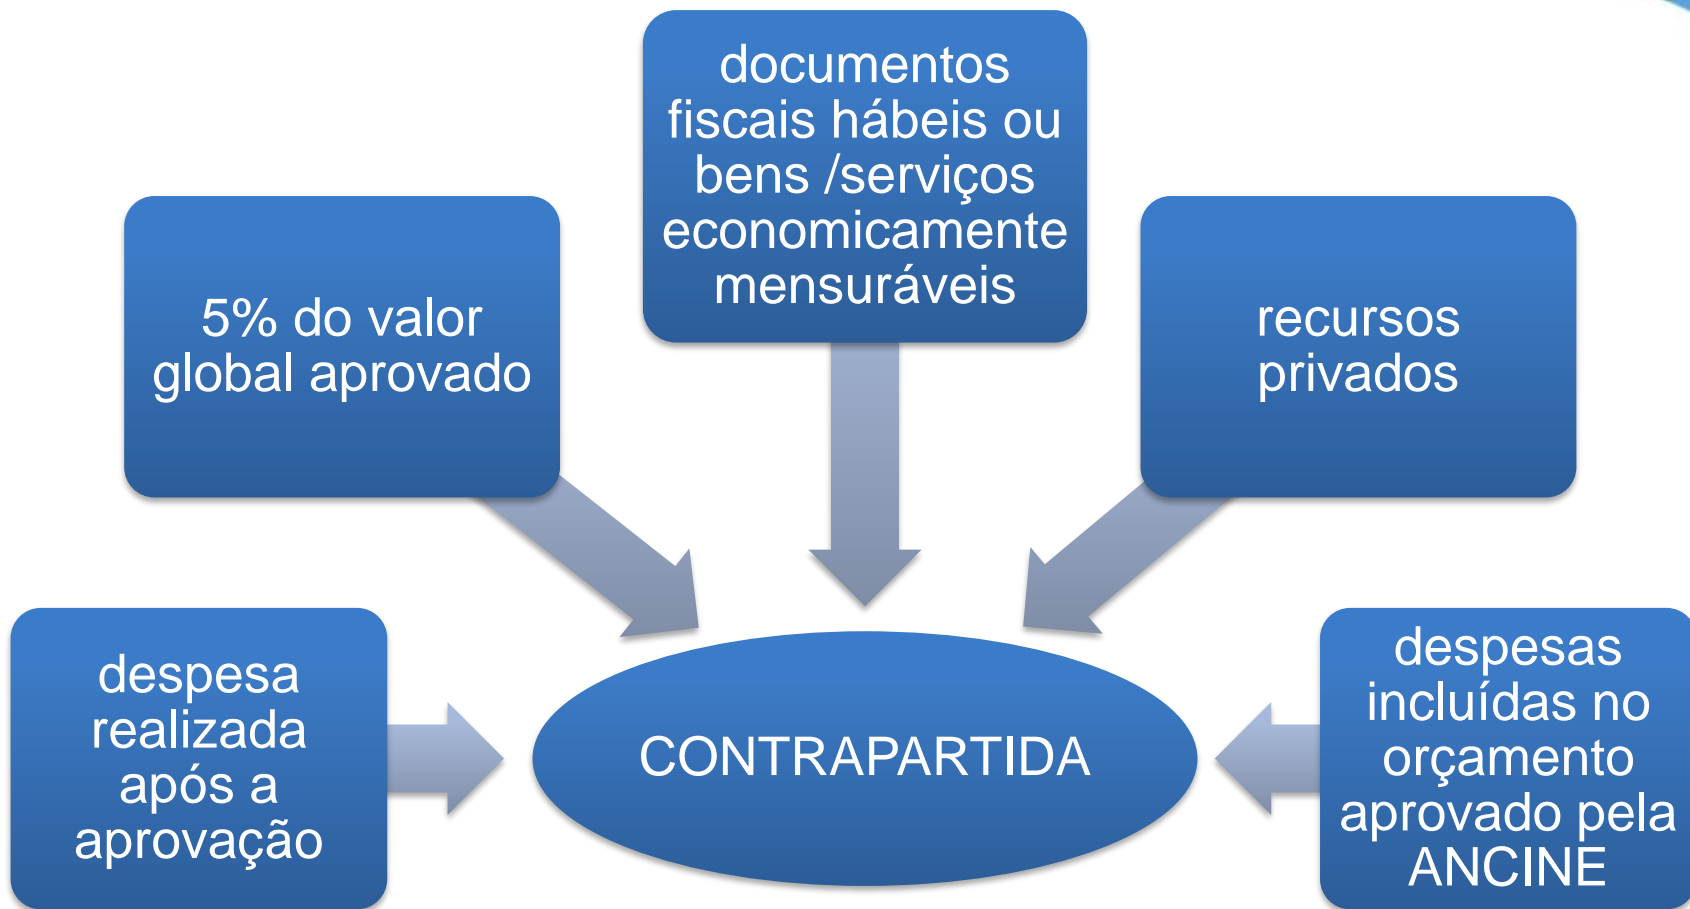 documentos
fiscais hábeis ou
bens /serviços
economicamente
mensuráveis
5% do valor
global aprovado
recursos
privados
despesa
realizada
após a
aprovação
CONTRAPARTIDA
despesas
incluídas no
orçamento
aprovado pela
ANCINE